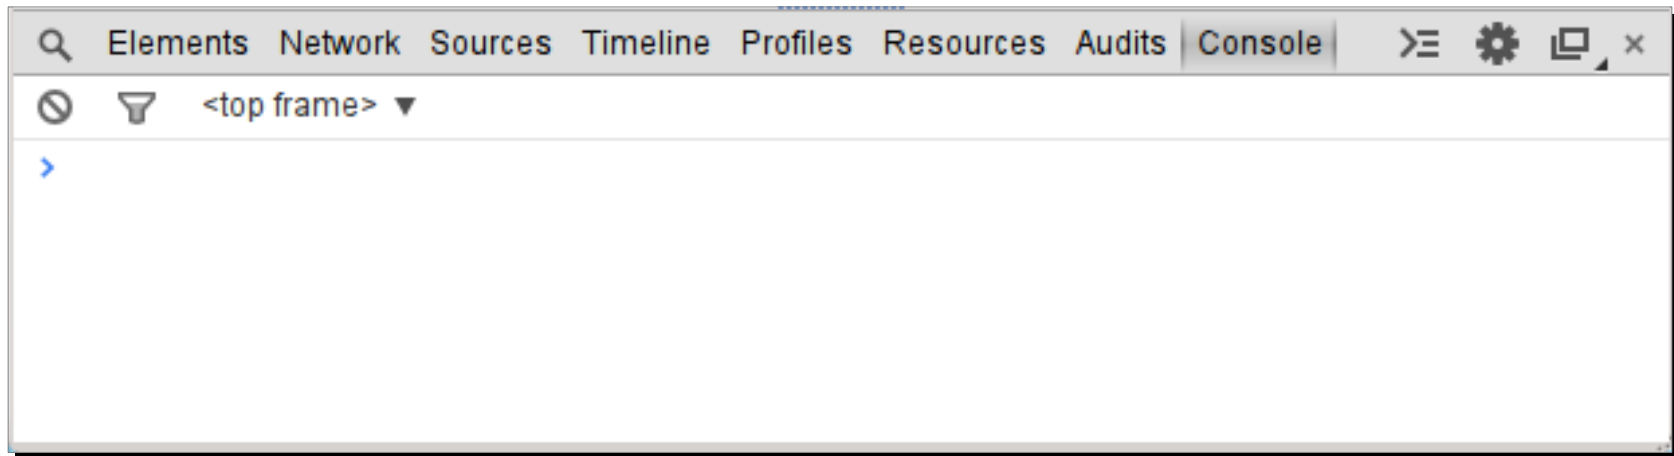 Elements Network Sources Timeline Profiles Resources Audits Console
<top frame> ▼